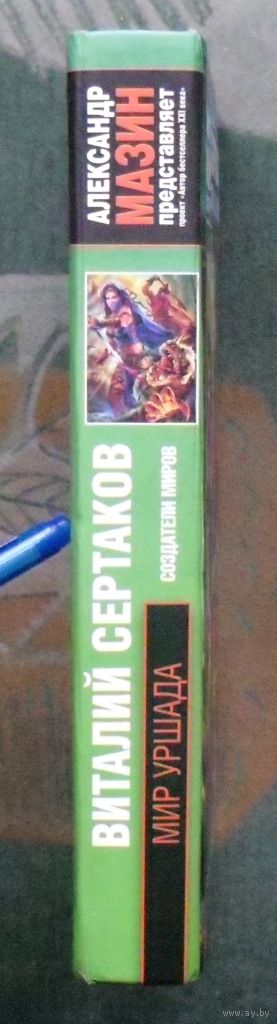 АЛЕКСАНДР
МАЗИН
представляет
проект «Автор бестселлера XXI века»
ВИТАЛИЙ СЕРТАКОВ
СОЗДАТЕЛИ МИРОВ
МИР УРШАДА
www.ay.by